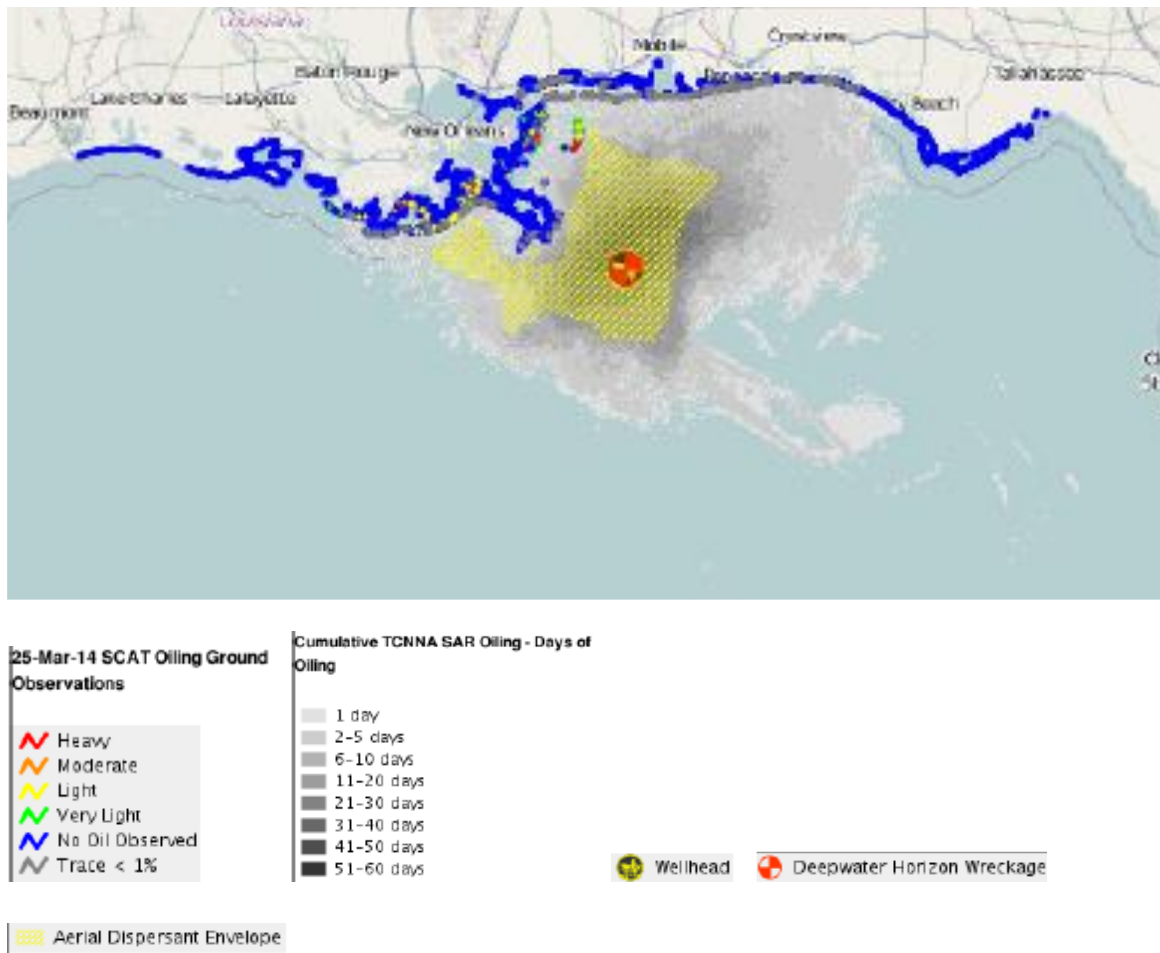 Louisiana
Mobile
Crestview
Baton Rouge
Pensacola
Tallahassee
Beaumont
Lake Charles
Lafayette
Beach
New Orleans
25-Mar-14 SCAT Oiling Ground
Observations
Heavy
Moderate
Light
Very Light
No Oil Observed
Trace < 1%
Cumulative TCNNA SAR Oiling - Days of
Oiling
1 day
2-5 days
6-10 days
11-20 days
21-30 days
31-40 days
41-50 days
51-60 days
Wellhead
Deepwater Horizon Wreckage
Aerial Dispersant Envelope